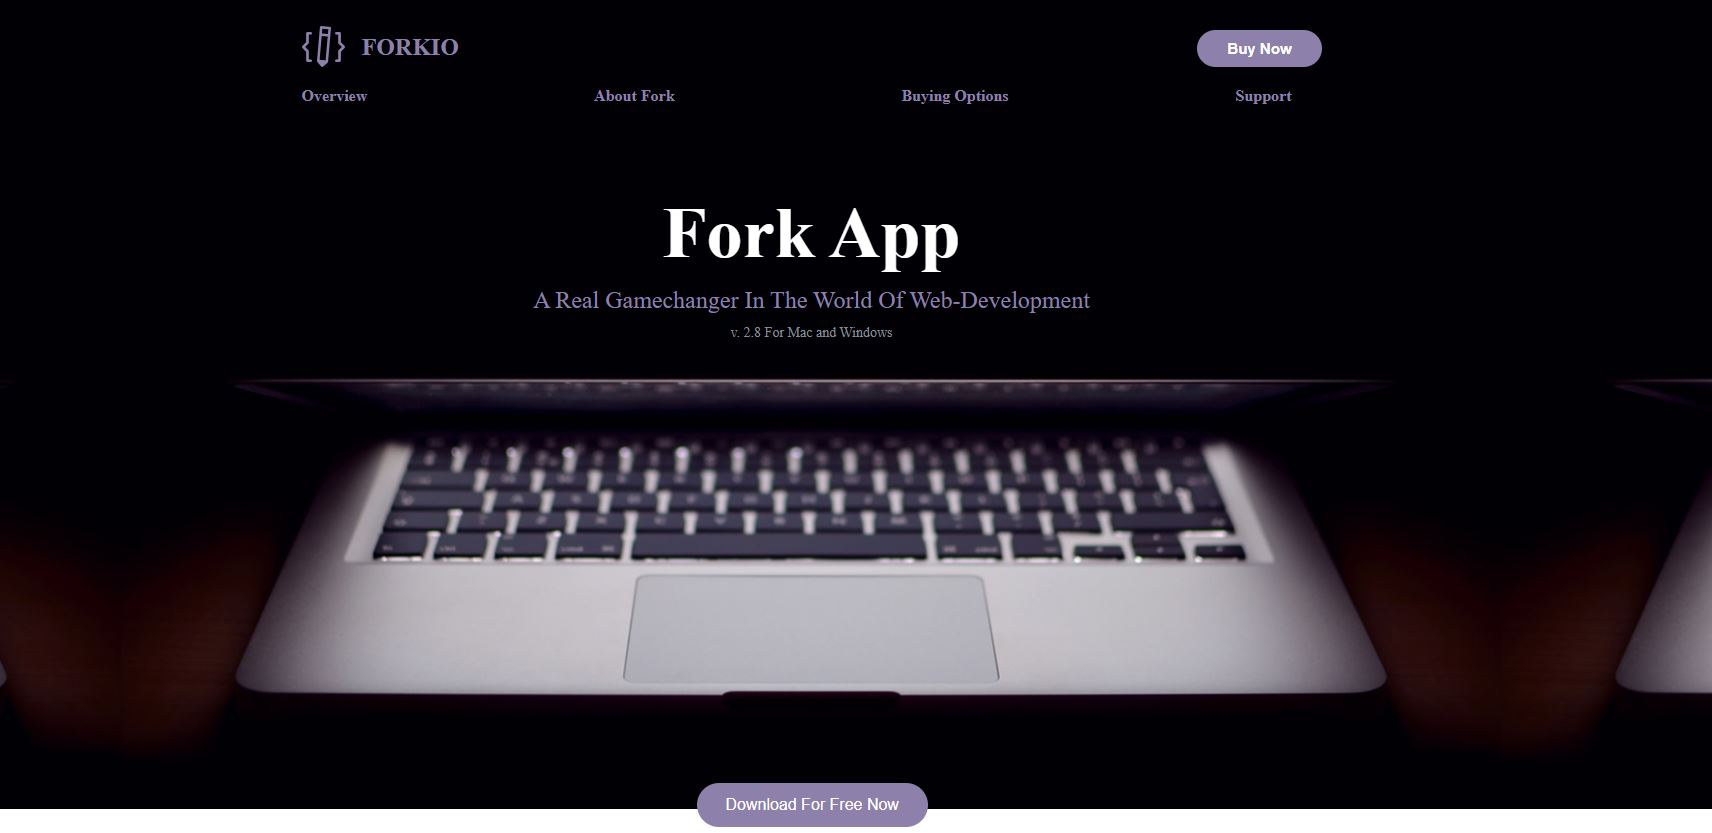 FORKIO
Buy Now
Overview
About Fork
Buying Options
Support
Fork App
A Real Gamechanger In The World Of Web-Development
v. 2.8 For Mac and Windows
Download For Free Now